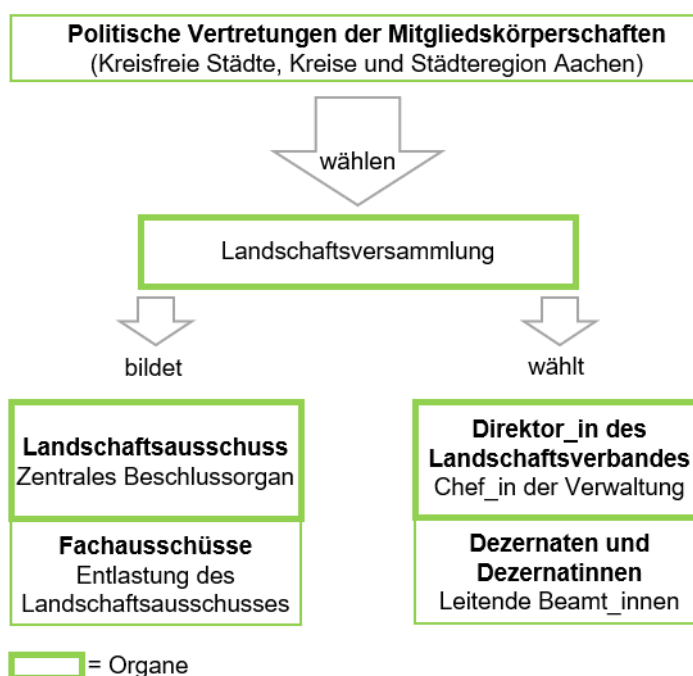 Politische Vertretungen der Mitgliedskörperschaften
(Kreisfreie Städte, Kreise und Städteregion Aachen)
wählen
Landschaftsversammlung
bildet
wählt
Landschaftsausschuss
Zentrales Beschlussorgan
Direktor_in des
Landschaftsverbandes
Chef_in der Verwaltung
Fachausschüsse
Entlastung des
Landschaftsausschusses
Dezernaten und
Dezernatinnen
Leitende Beamt_innen
= Organe